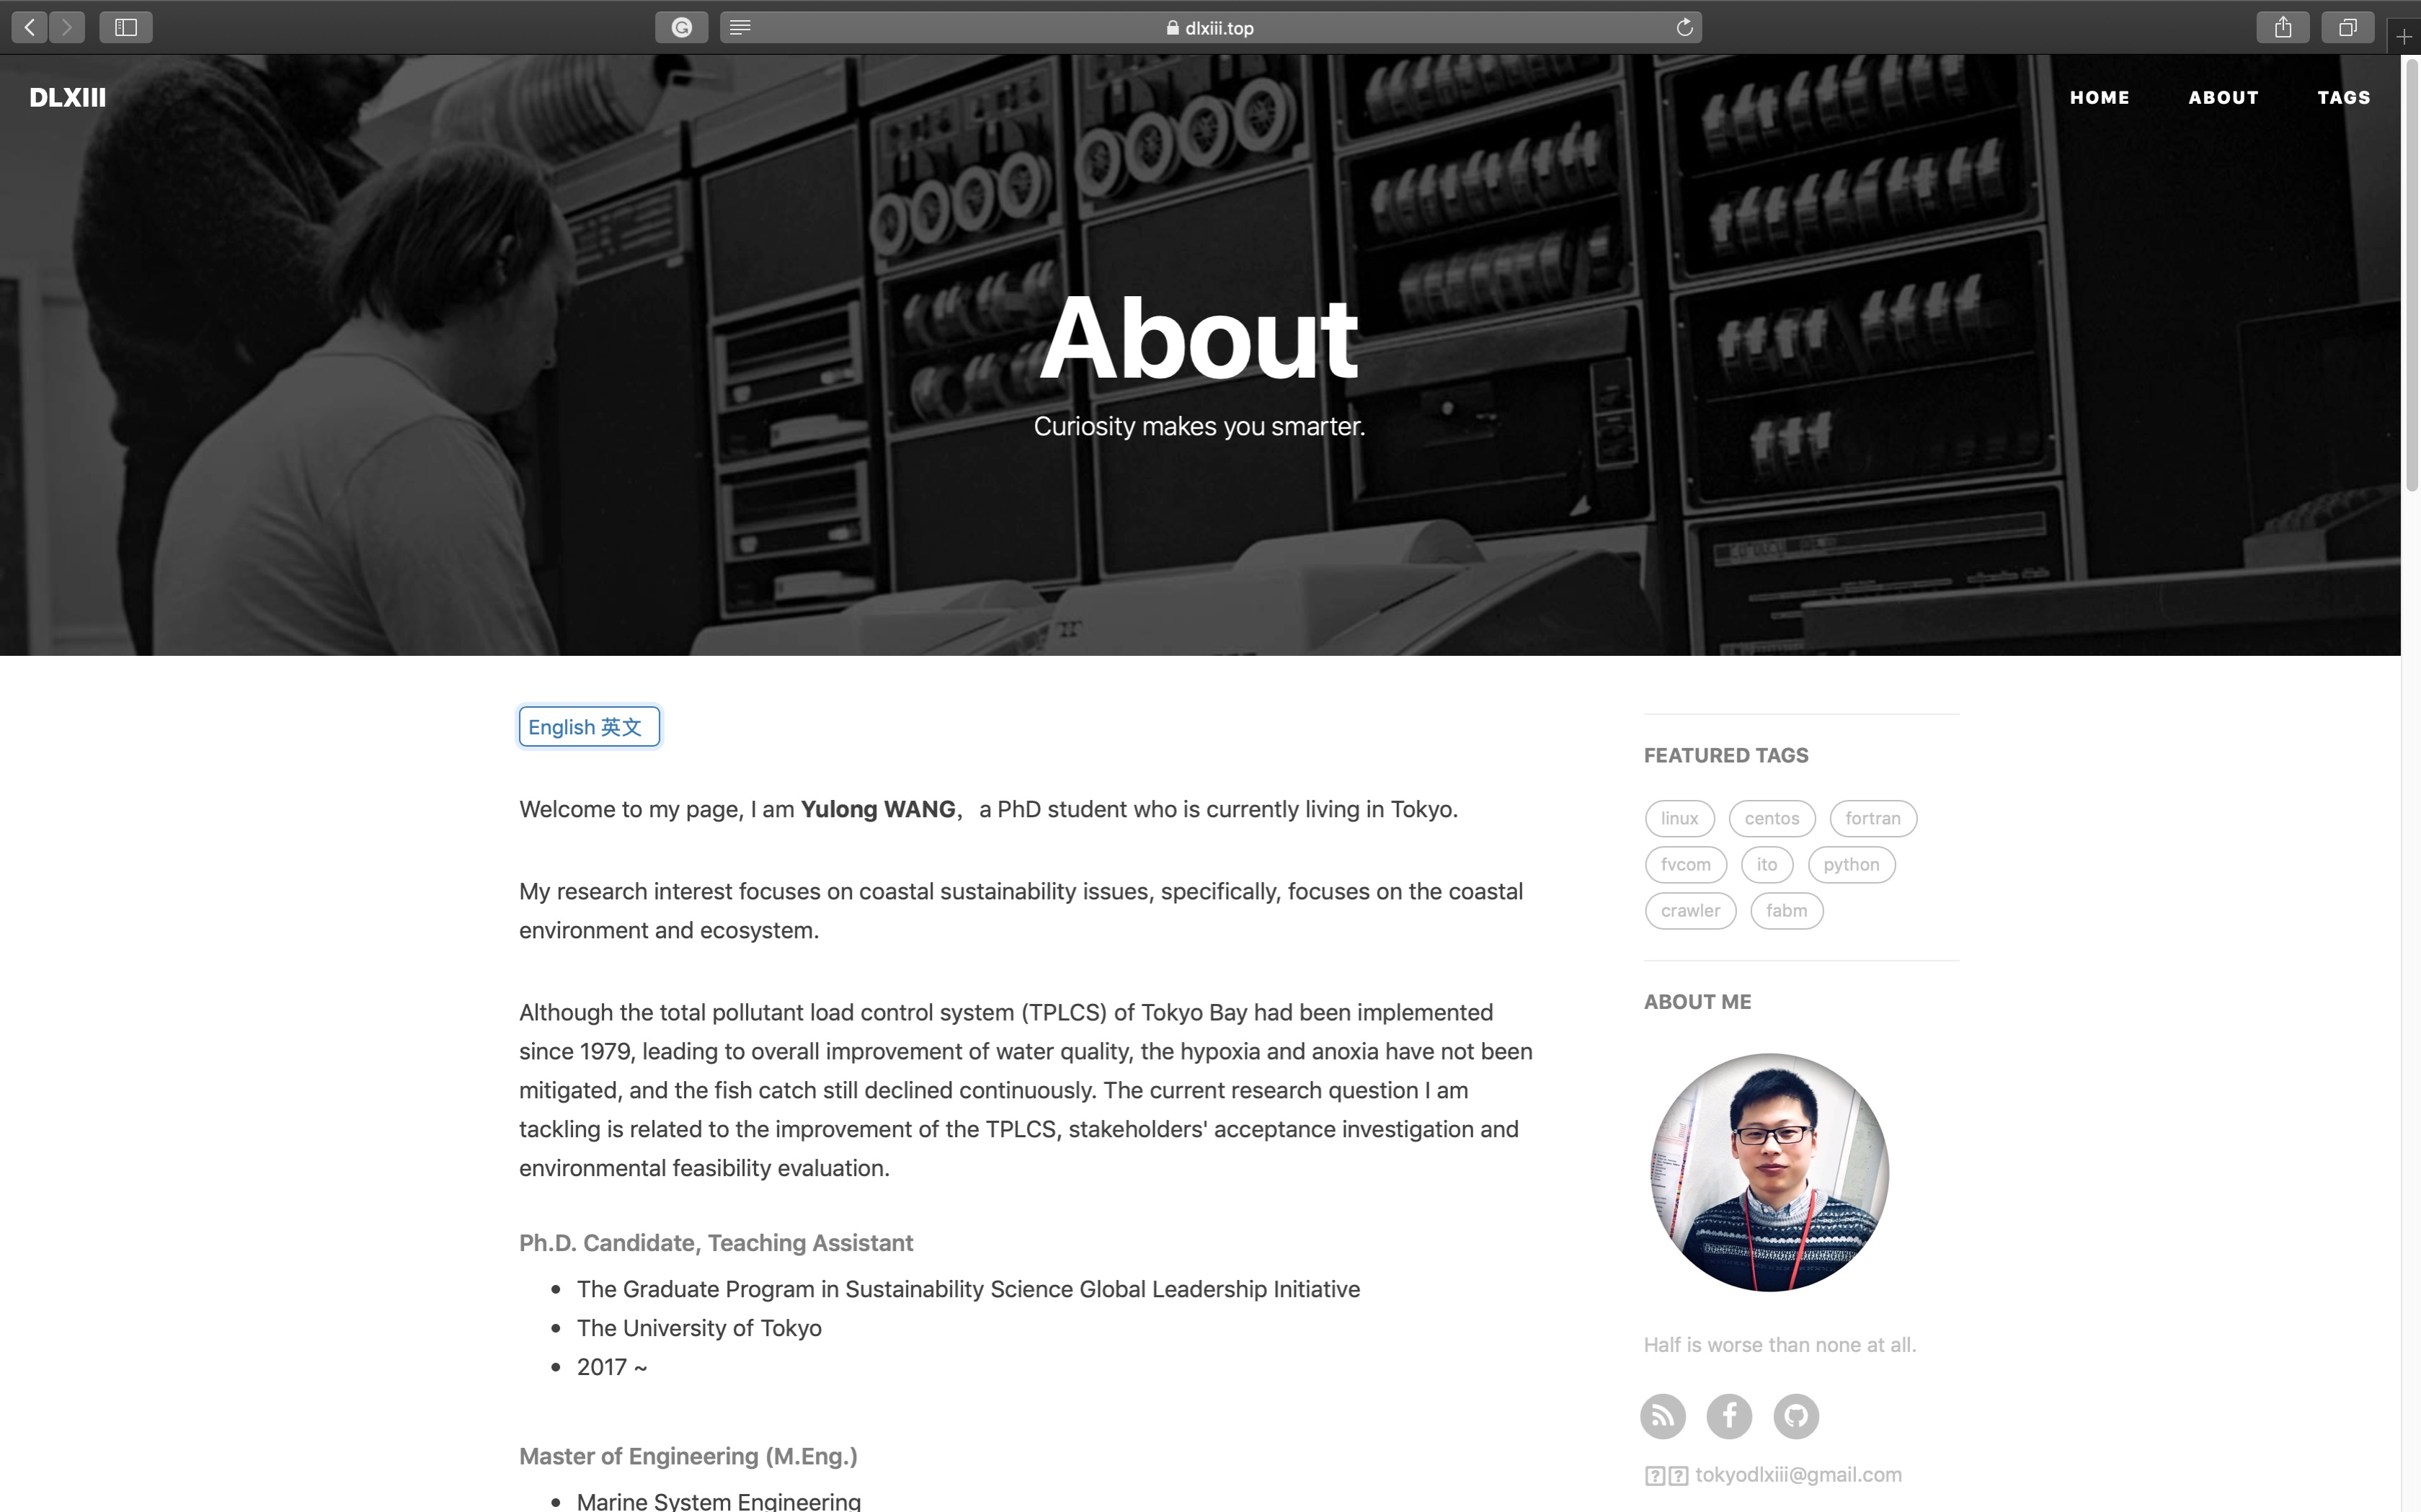 dlxiii.top
DLXIII
HOME ABOUT TAGS
About
Curiosity makes you smarter.
English 英文
Welcome to my page, I am Yulong WANG，a PhD student who is currently living in Tokyo.
My research interest focuses on coastal sustainability issues, specifically, focuses on the coastal
environment and ecosystem.
Although the total pollutant load control system (TPLCS) of Tokyo Bay had been implemented
since 1979, leading to overall improvement of water quality, the hypoxia and anoxia have not been
mitigated, and the fish catch still declined continuously. The current research question I am
tackling is related to the improvement of the TPLCS, stakeholders' acceptance investigation and
environmental feasibility evaluation.
Ph.D. Candidate, Teaching Assistant
• The Graduate Program in Sustainability Science Global Leadership Initiative
• The University of Tokyo
• 2017 ~
Master of Engineering (M.Eng.)
• Marine System Engineering
FEATURED TAGS
linux centos fortran
fvcom ito python
crawler fabm
ABOUT ME
Half is worse than none at all.
tokyodlxiii@gmail.com